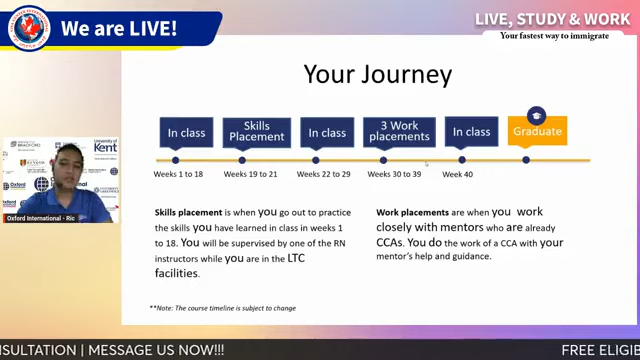 We are LIVE!
LIVE, STUDY & WORK
Your fastest way to immigrate
Your Journey
In class
Skills
Placement
In class
3 Work
placements
In class
Graduate
Weeks 1 to 18
Weeks 19 to 21
Weeks 22 to 29
Weeks 30 to 39
Week 40
Skills placement is when you go out to practice
the skills you have learned in class in weeks 1
to 18. You will be supervised by one of the RN
instructors while you are in the LTC
facilities.
Work placements are when you work
closely with mentors who are already
CCAs. You do the work of a CCA with your
mentor's help and guidance.
**Note: The course timeline is subject to change
BRADFORD
University of
Kent
Oxford International - Ric
NSULTATION | MESSAGE US NOW!!!
FREE ELIGIB